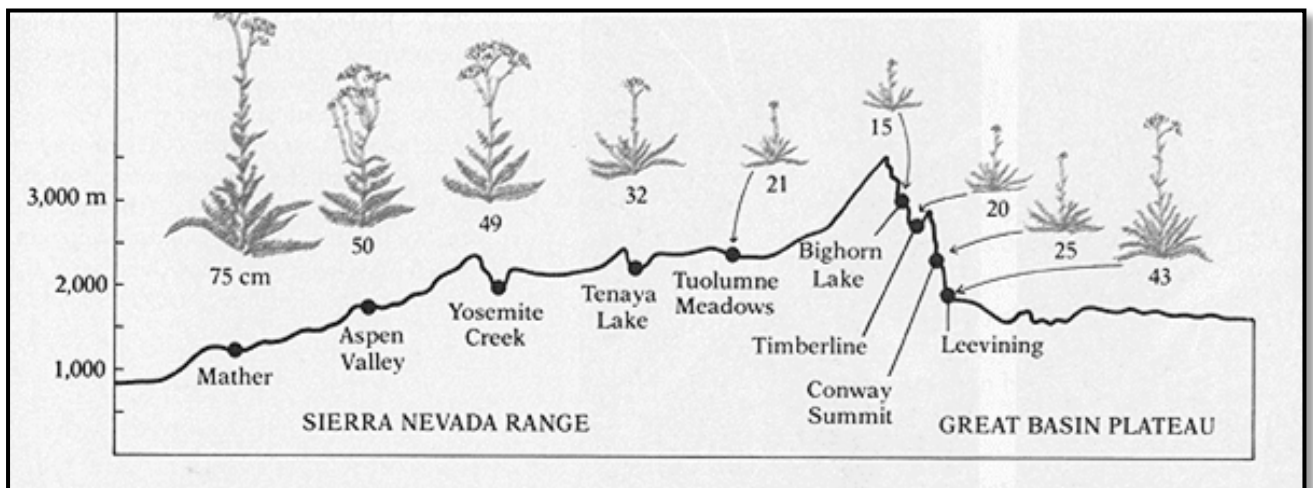 15
3,000 m
32
21
20
49
25
50
Bighorn
Lake
43
75 cm
2,000
Tuolumne
Meadows
Tenaya
Lake
Yosemite
Creek
Aspen
Valley
Timberline
Leevining
1,000
Mather
Conway
Summit
SIERRA NEVADA RANGE
GREAT BASIN PLATEAU